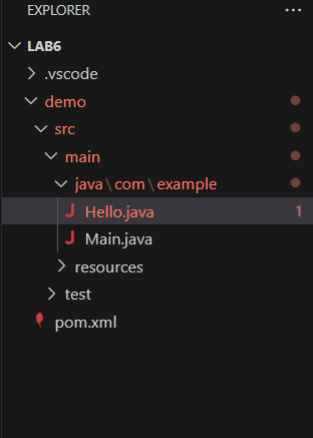 EXPLORER ...
LAB6
.vscode
demo
src
main
java\com\example
Hello.java 1
Main.java
resources
test
pom.xml